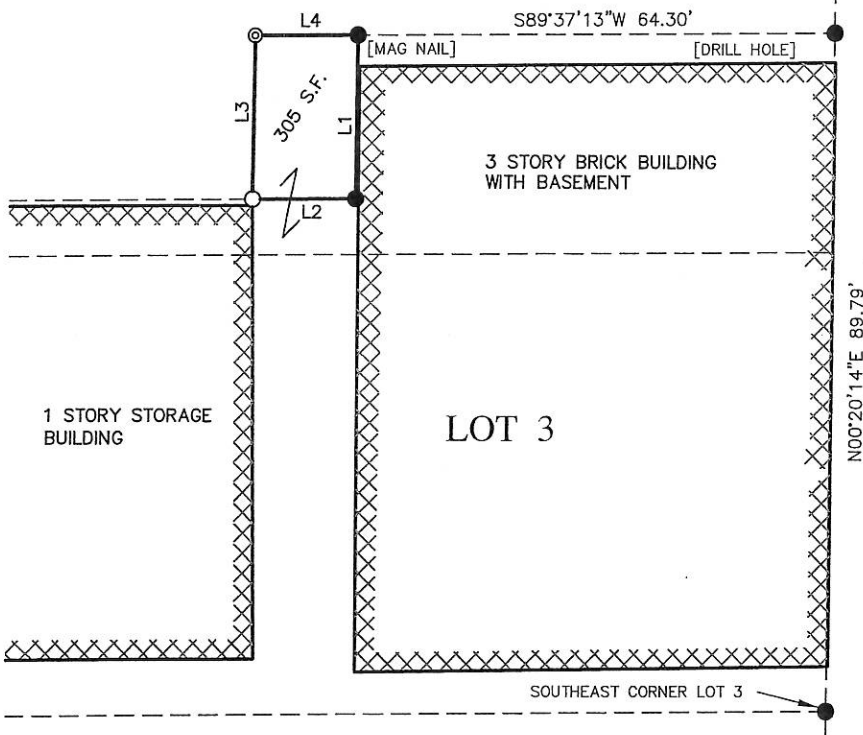 L4
S89°37'13"W 64.30'
[MAG NAIL]
[DRILL HOLE]
L3
305 S.F.
L1
3 STORY BRICK BUILDING
WITH BASEMENT
L2
N00°20'14"E 89.79'
1 STORY STORAGE
BUILDING
LOT 3
SOUTHEAST CORNER LOT 3